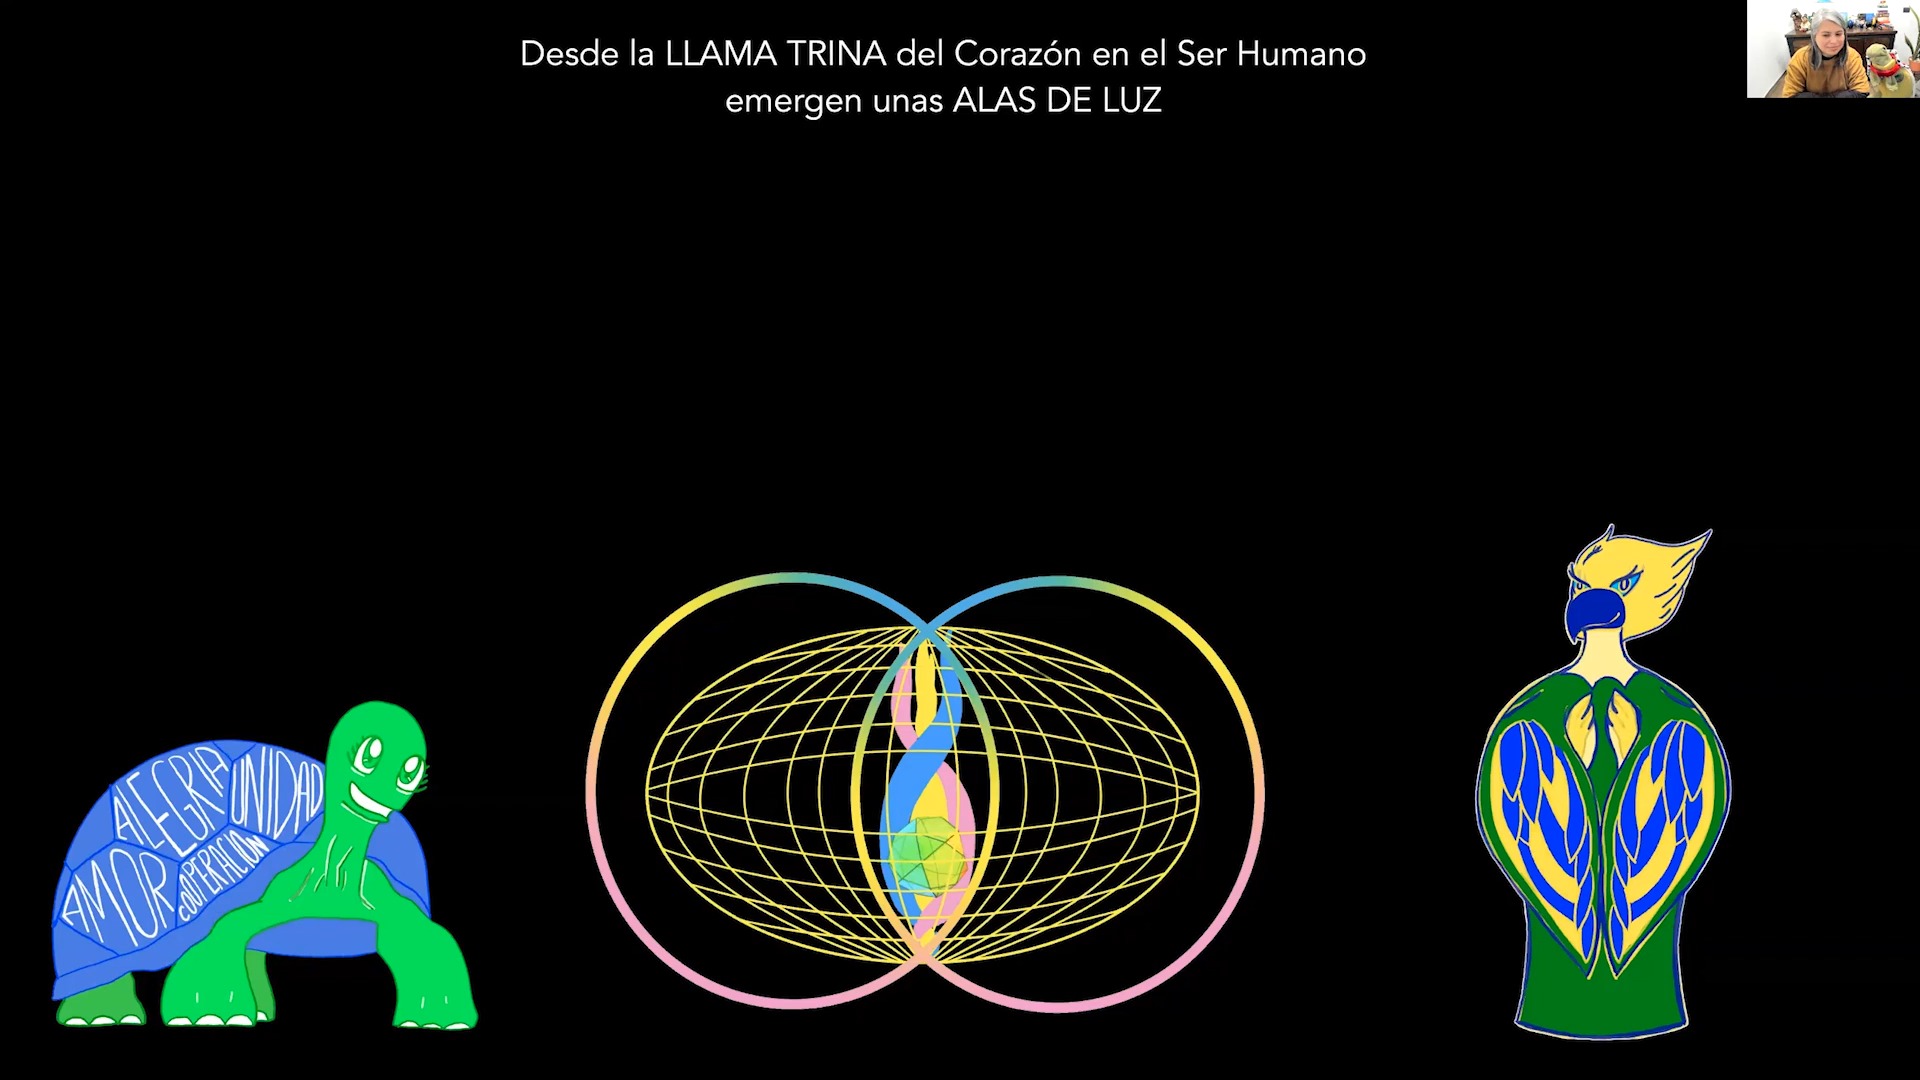 Desde la LLAMA TRINA del Corazón en el Ser Humano
emergen unas ALAS DE LUZ
ALEGRIA
UNIDAD
AMOR
COOPERACION